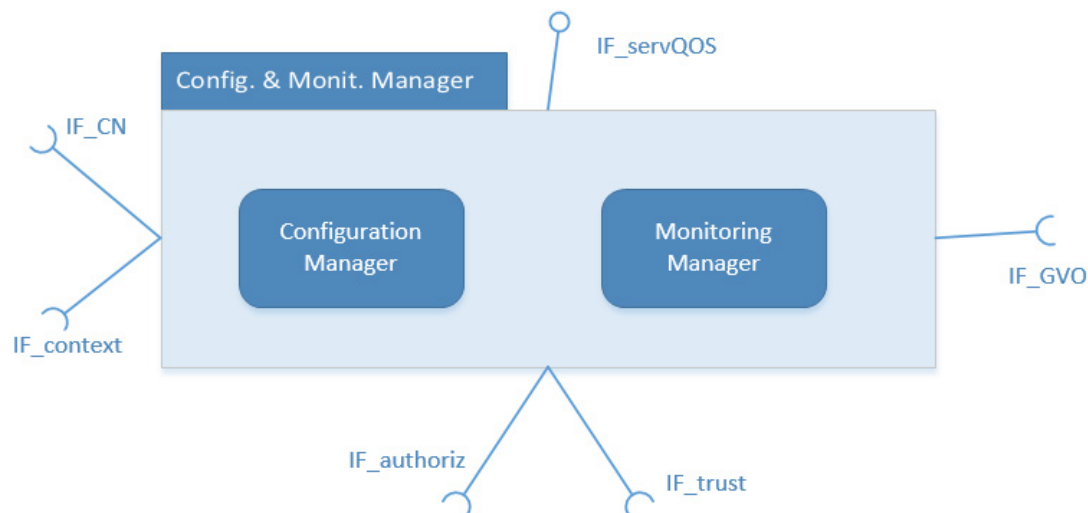 IF_servQOS
Config. & Monit. Manager
IF_CN
Configuration
Manager
Monitoring
Manager
IF_GVO
IF_context
IF_authoriz
IF_trust